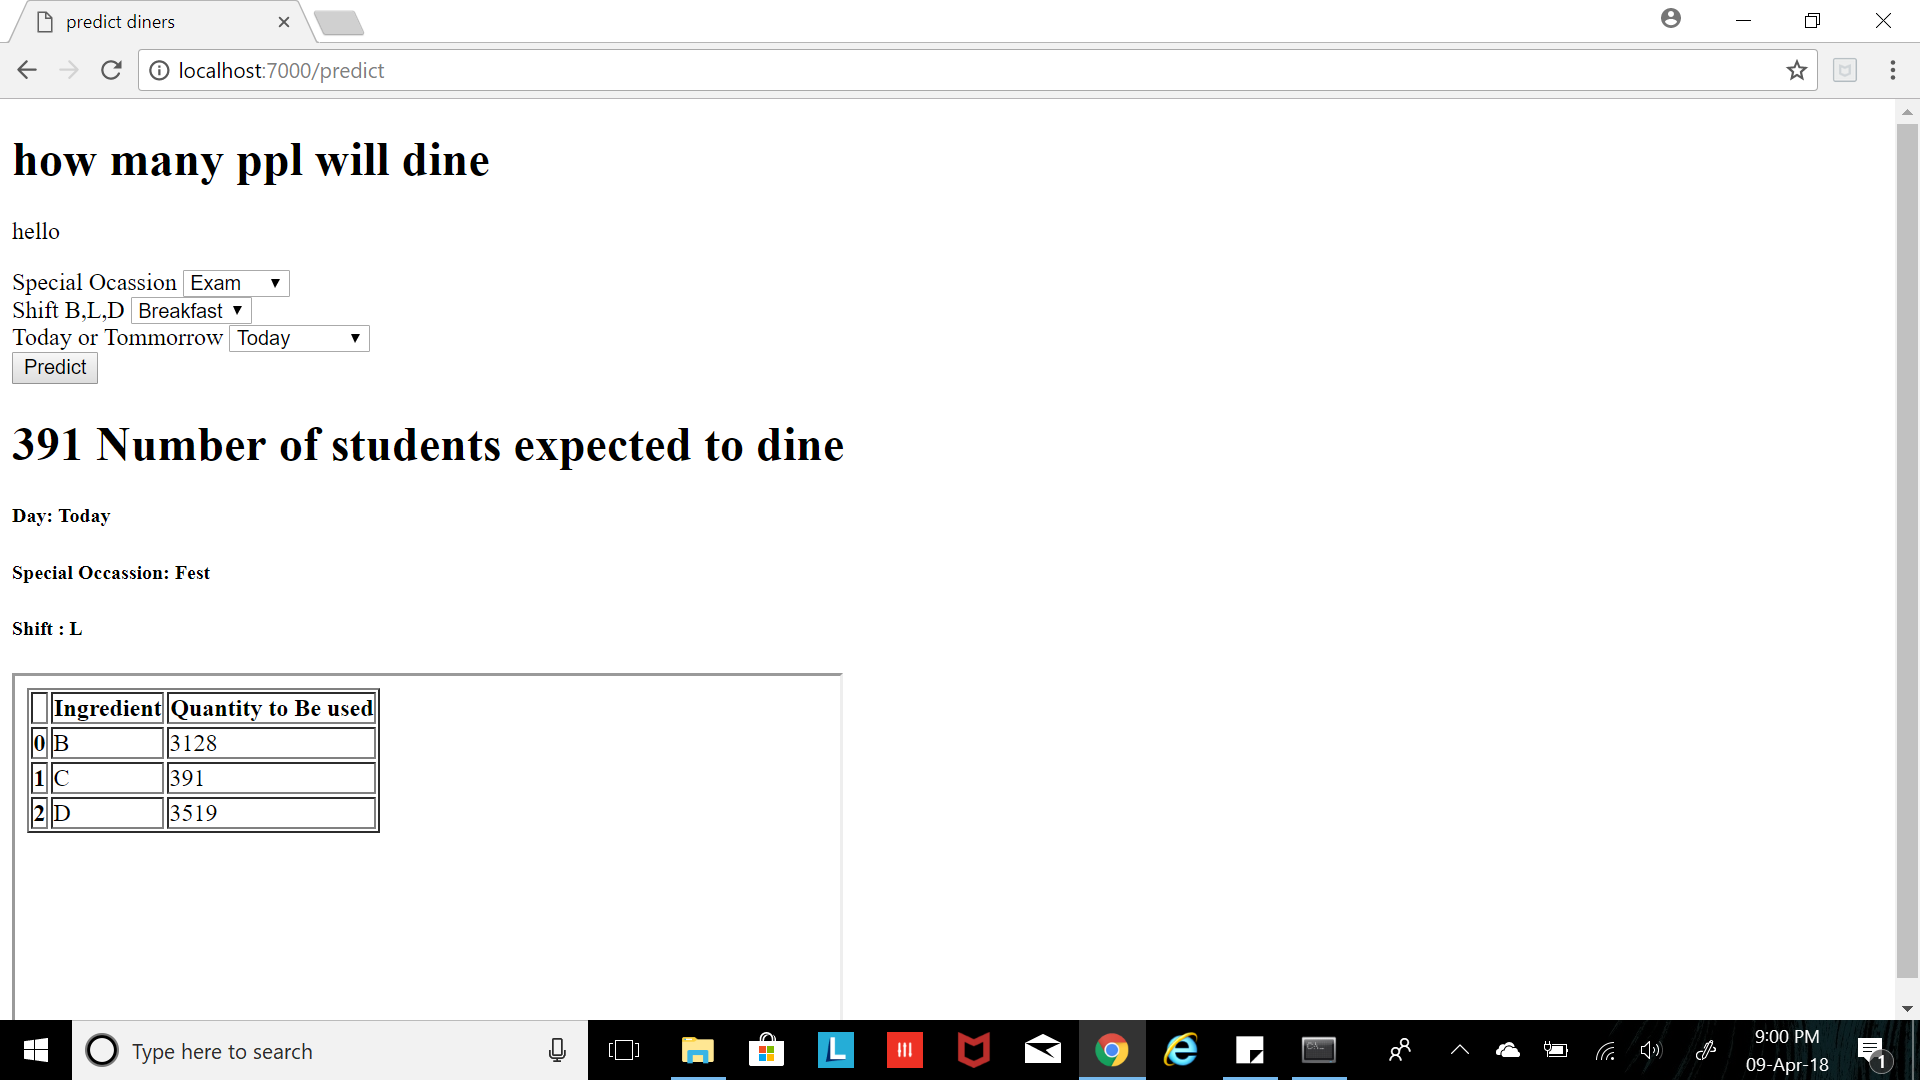 predict diners
localhost:7000/predict
how many ppl will dine
hello
Special Ocassion Exam
Shift B,L,D Breakfast
Today or Tommorrow Today
Predict
391 Number of students expected to dine
Day: Today
Special Occassion: Fest
Shift : L
Ingredient Quantity to Be used
0 B 3128
1 C 391
2 D 3519
Type here to search
L
9:00 PM
09-Apr-18
1